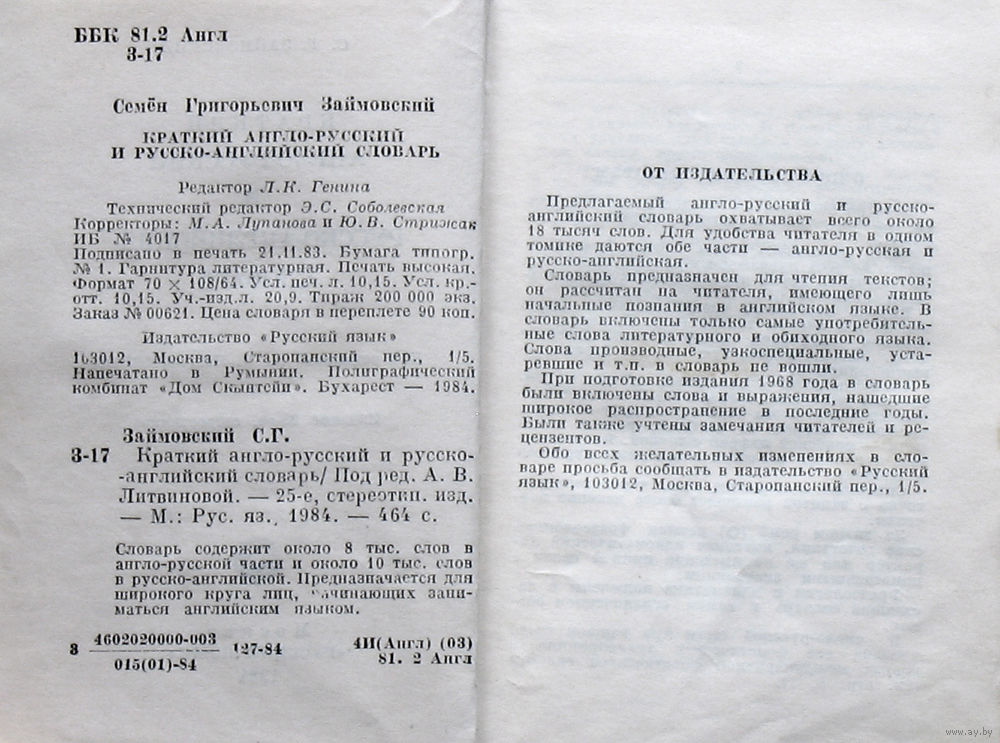 ББК 81.2 Англ
З-17
Семён Григорьевич Займовский
КРАТКИЙ АНГЛО-РУССКИЙ
И РУССКО-АНГЛИЙСКИЙ СЛОВАРЬ
Редактор Л.К. Генина
Технический редактор Э.С. Соболевская
Корректоры: М.А. Лупанова и Ю.В. Стрижак
ИБ № 4017
Подписано в печать 21.11.83. Бумага типогр.
№ 1. Гарнитура литературная. Печать высокая.
Формат 70 × 108/64. Усл. печ. л. 10,15. Усл. кр.-
отт. 10,15. Уч.-изд.л. 20,9. Тираж 200 000 экз.
Заказ № 00621. Цена словаря в переплете 90 коп.
Издательство «Русский язык»
103012, Москва, Старопанский пер., 1/5.
Напечатано в Румынии. Полиграфический
комбинат «Дом Скынтейи». Бухарест — 1984.
Займовский С.Г.
З-17 Краткий англо-русский и русско-
-английский словарь/ Под ред. А. В.
Литвиновой. — 25-е, стереотип. изд.
— М.: Рус. яз., 1984. — 464 с.
Словарь содержит около 8 тыс. слов в
англо-русской части и около 10 тыс. слов
в русско-английской. Предназначается для
широкого круга лиц, начинающих зани-
маться английским языком.
З 4602020000-003
015(01)-84
127-84
4И(Англ) (03)
81. 2 Англ
ОТ ИЗДАТЕЛЬСТВА
Предлагаемый англо-русский и русско-
английский словарь охватывает всего около
18 тысяч слов. Для удобства читателя в одном
томике даются обе части — англо-русская и
русско-английская.
Словарь предназначен для чтения текстов;
он рассчитан на читателя, имеющего лишь
начальные познания в английском языке. В
словарь включены только самые употребитель-
ные слова литературного и обиходного языка.
Слова производные, узкоспециальные, уста-
ревшие и т.п. в словарь не вошли.
При подготовке издания 1968 года в словарь
были включены слова и выражения, нашедшие
широкое распространение в последние годы.
Были также учтены замечания читателей и ре-
цензентов.
Обо всех желательных изменениях в сло-
варе просьба сообщать в издательство «Русский
язык», 103012, Москва, Старопанский пер., 1/5.
www.ay.by